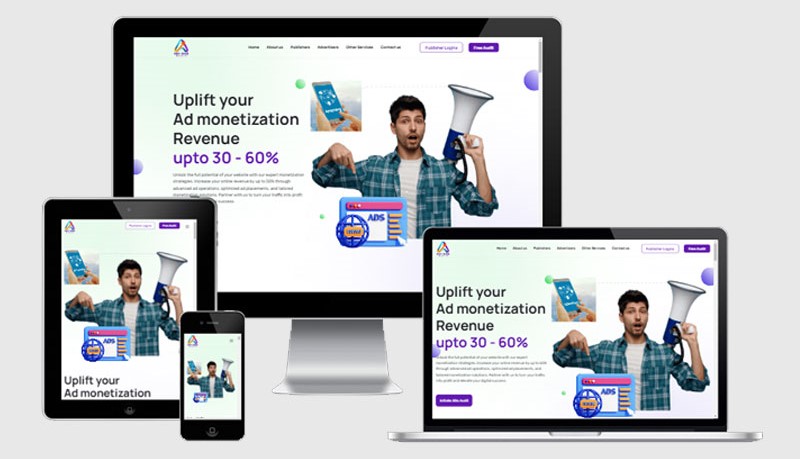 Home About us Publishers Advertisers Other Services Contact us Publisher Logins Free Audit
Uplift your
Ad monetization
Revenue
upto 30 - 60%
Unlock the full potential of your website with our expert monetization
strategies. Increase your online revenue by up to 50% through
advanced ad operations, optimized ad placements, and tailored
monetization solutions. Partner with us to turn your traffic into profit
success.
ADS
Publisher Logins Free Audit
ADS
Uplift your
Ad monetization
Home About us Publishers Advertisers Other Services Contact us Publisher Logins Free Audit
Uplift your
Ad monetization
Revenue
upto 30 - 60%
Unlock the full potential of your website with our expert
monetization strategies. Increase your online revenue by up to 50%
through advanced ad operations, optimized ad placements, and
tailored monetization solutions. Partner with us to turn your traffic
into profit and elevate your digital success.
Initiate Site Audit
ADS